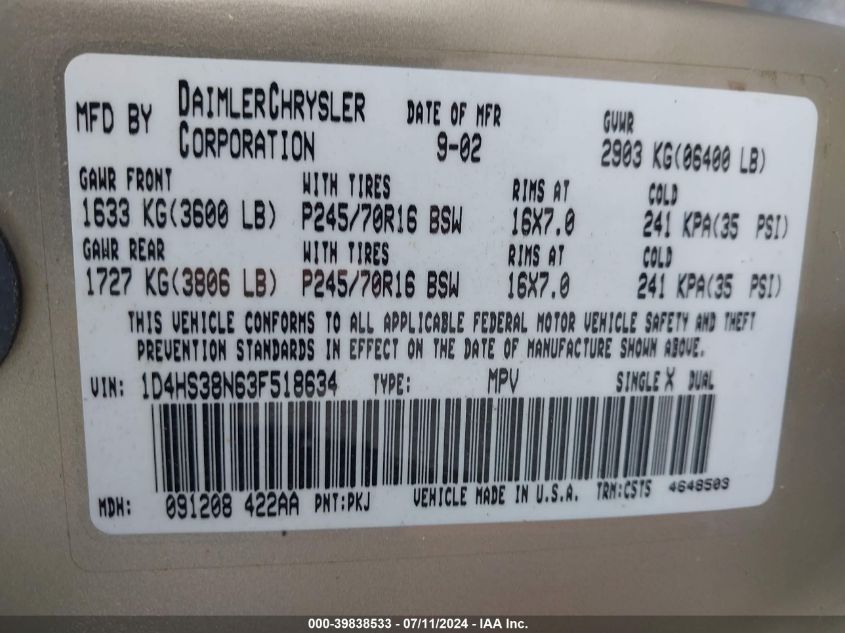 MFD BY DAIMLERCHRYSLER CORPORATION DATE OF MFR 9-02 GVWR 2903 KG(06400 LB)
GAWR FRONT WITH TIRES RIMS AT COLD
1633 KG(3600 LB) P245/70R16 BSW 16X7.0 241 KPA(35 PSI)
GAWR REAR WITH TIRES RIMS AT COLD
1727 KG(3806 LB) P245/70R16 BSW 16X7.0 241 KPA(35 PSI)
THIS VEHICLE CONFORMS TO ALL APPLICABLE FEDERAL MOTOR VEHICLE SAFETY AND THEFT
PREVENTION STANDARDS IN EFFECT ON THE DATE OF MANUFACTURE SHOWN ABOVE.
VIN: 1D4HS38N63F518634 TYPE: MPV SINGLE X DUAL
MDH: 091208 422AA PNT:PKJ VEHICLE MADE IN U.S.A. TRM:CST5 4648503
000-39838533 - 07/11/2024 - IAAI.com